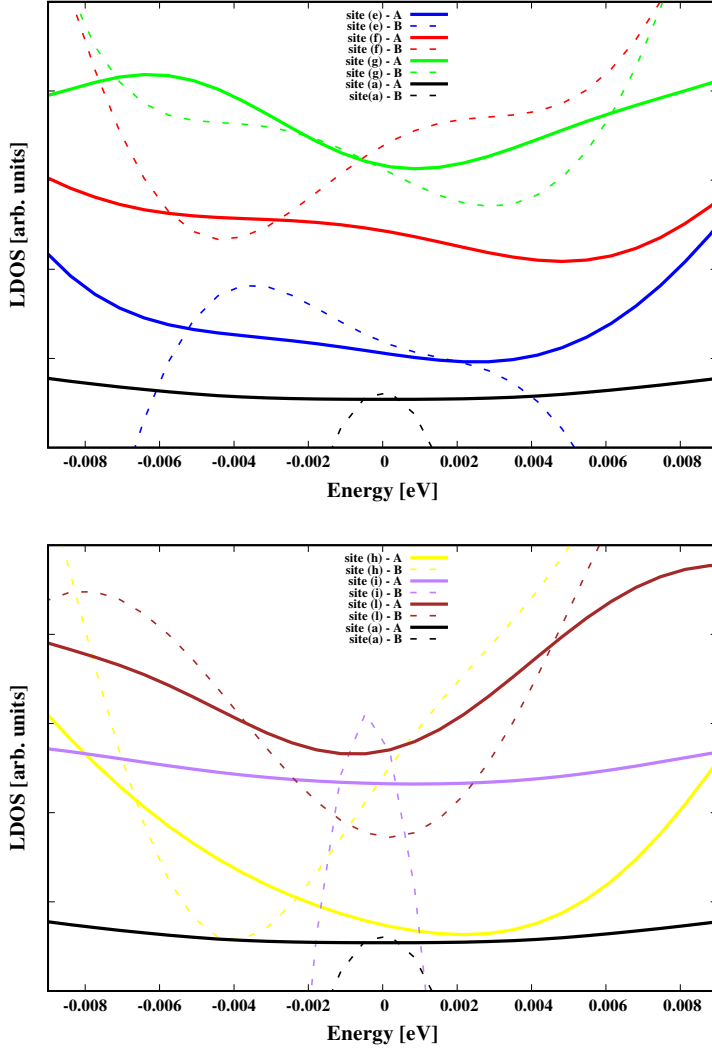 site (e) - A
site (e) - B
site (f) - A
site (f) - B
site (g) - A
site (g) - B
site (a) - A
site(a) - B
LDOS [arb. units]
-0.008 -0.006 -0.004 -0.002 0 0.002 0.004 0.006 0.008
Energy [eV]
site (h) - A
site (h) - B
site (i) - A
site (i) - B
site (l) - A
site (l) - B
site (a) - A
site(a) - B
LDOS [arb. units]
-0.008 -0.006 -0.004 -0.002 0 0.002 0.004 0.006 0.008
Energy [eV]